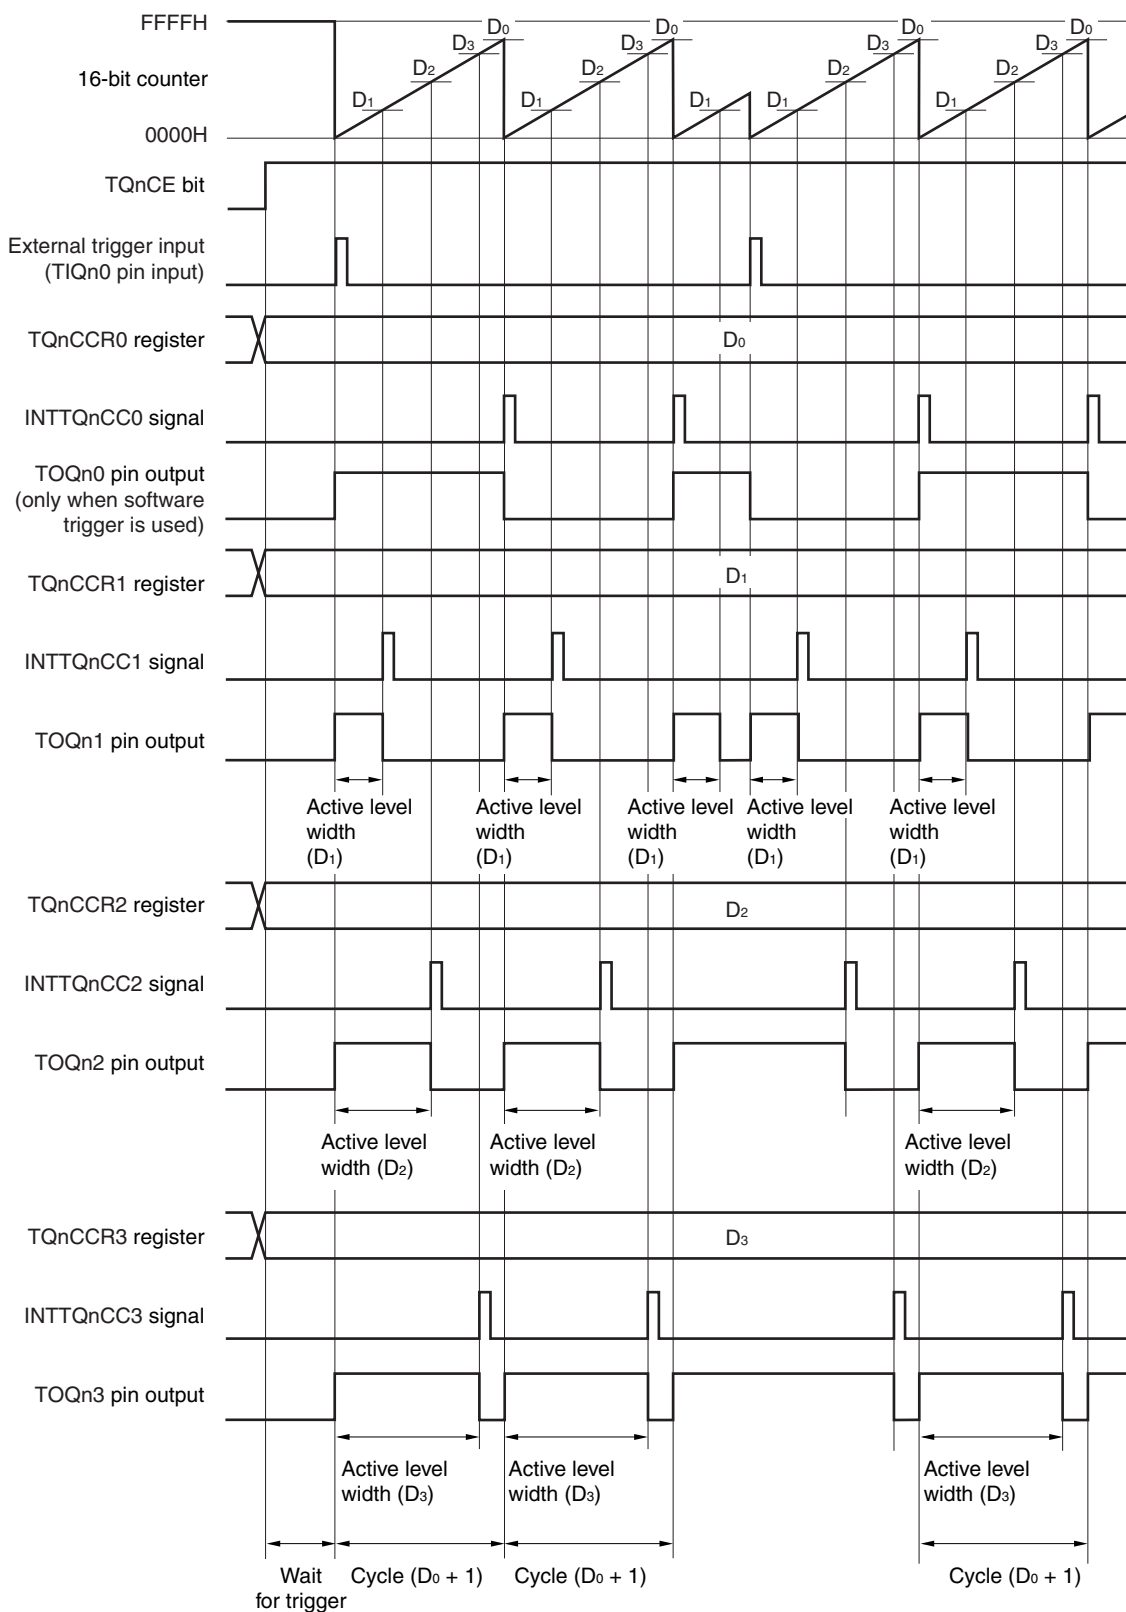 FFFFH
D0 D0 D0 D0
D3 D3 D3 D3
D2 D2 D2 D2
16-bit counter
D1 D1 D1 D1 D1
0000H
TQnCE bit
External trigger input
(TIQn0 pin input)
TQnCCR0 register
D0
INTTQnCC0 signal
TOQn0 pin output
(only when software
trigger is used)
TQnCCR1 register
D1
INTTQnCC1 signal
TOQn1 pin output
Active level
width
(D1)
Active level
width
(D1)
Active level
width
(D1)
Active level
width
(D1)
Active level
width
(D1)
TQnCCR2 register
D2
INTTQnCC2 signal
TOQn2 pin output
Active level
width (D2)
Active level
width (D2)
Active level
width (D2)
TQnCCR3 register
D3
INTTQnCC3 signal
TOQn3 pin output
Active level
width (D3)
Active level
width (D3)
Active level
width (D3)
Wait
for trigger
Cycle (D0 + 1)
Cycle (D0 + 1)
Cycle (D0 + 1)